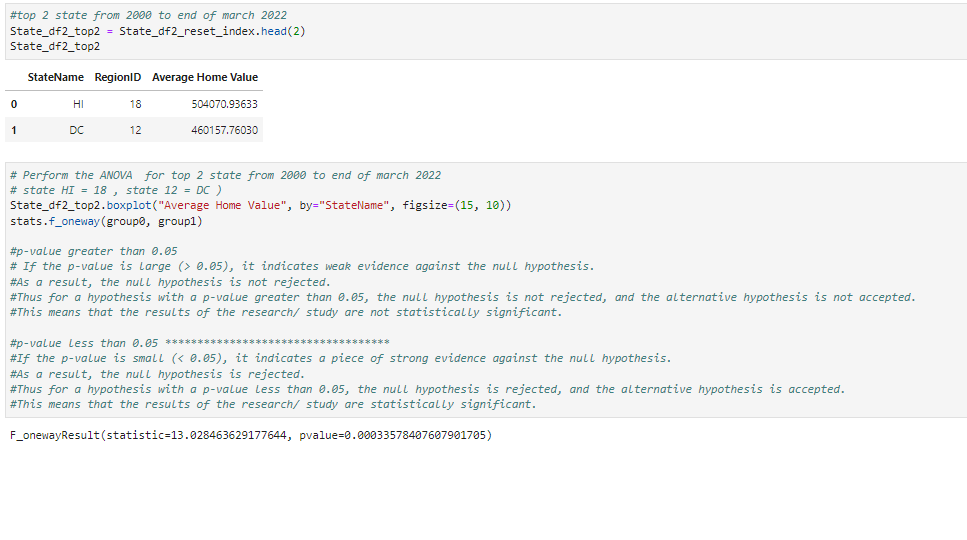 #top 2 state from 2000 to end of march 2022
State_df2_top2 = State_df2_reset_index.head(2)
State_df2_top2
StateName RegionID Average Home Value
0 HI 18 504070.93633
1 DC 12 460157.76030
# Perform the ANOVA  for top 2 state from 2000 to end of march 2022
# state HI = 18 , state 12 = DC )
State_df2_top2.boxplot("Average Home Value", by="StateName", figsize=(15, 10))
stats.f_oneway(group0, group1)
#p-value greater than 0.05
# If the p-value is large (> 0.05), it indicates weak evidence against the null hypothesis.
#As a result, the null hypothesis is not rejected.
#Thus for a hypothesis with a p-value greater than 0.05, the null hypothesis is not rejected, and the alternative hypothesis is not accepted.
#This means that the results of the research/ study are not statistically significant.
#p-value less than 0.05 ***********************************
#If the p-value is small (< 0.05), it indicates a piece of strong evidence against the null hypothesis.
#As a result, the null hypothesis is rejected.
#Thus for a hypothesis with a p-value less than 0.05, the null hypothesis is rejected, and the alternative hypothesis is accepted.
#This means that the results of the research/ study are statistically significant.
F_onewayResult(statistic=13.028463629177644, pvalue=0.00033578407607901705)